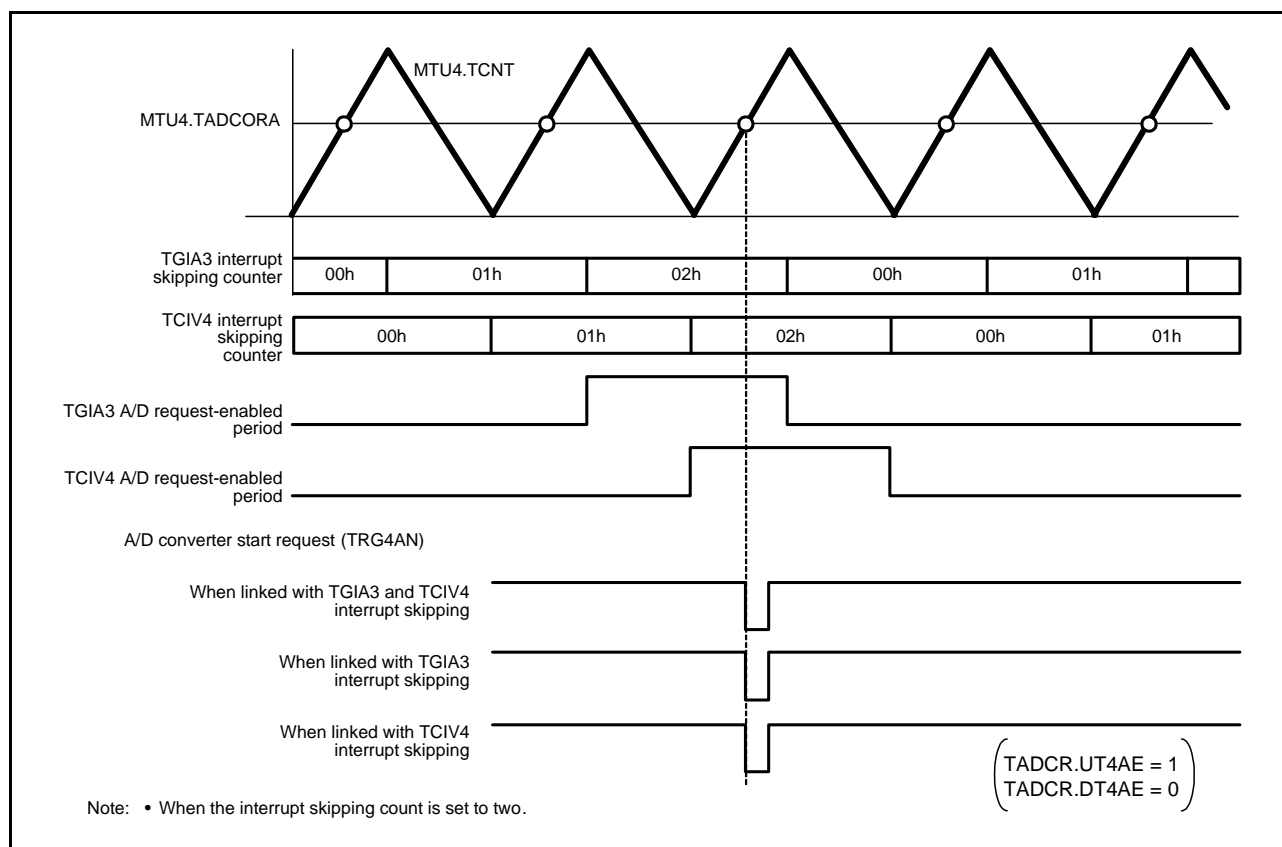 MTU4.TCNT
MTU4.TADCORA
TGIA3 interrupt
skipping counter
00h 01h 02h 00h 01h
TCIV4 interrupt
skipping
counter
00h 01h 02h 00h 01h
TGIA3 A/D request-enabled
period
TCIV4 A/D request-enabled
period
A/D converter start request (TRG4AN)
When linked with TGIA3 and TCIV4
interrupt skipping
When linked with TGIA3
interrupt skipping
When linked with TCIV4
interrupt skipping
TADCR.UT4AE = 1
TADCR.DT4AE = 0
Note: • When the interrupt skipping count is set to two.